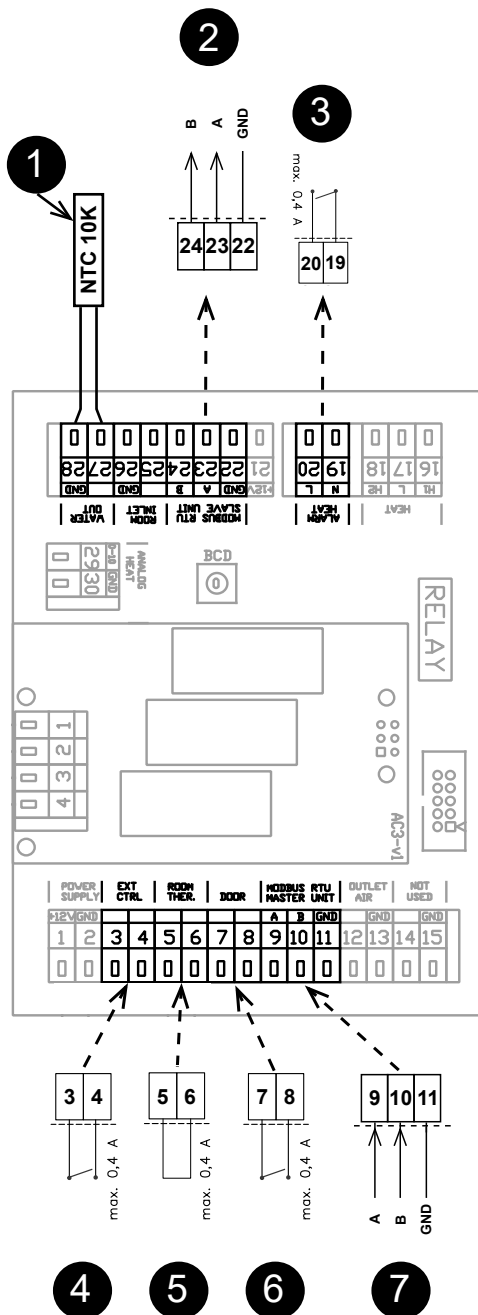 2
3
1
B
A
GND
max. 0,4 A
24 23 22
20 19
NTC 10K
28 27 26 25 24 23 22 21
GND GND B A GND +12V
WATER OUT
ROOM INLET
MODBUS RTU
SLAVE UNIT
20 19
L N
ALARM
HEAT
18 17 16
H2 L H1
HEAT
29 30
0-10 GND
ANALOG
HEAT
BCD
0
RELAY
1
2
3
4
AC3-v1
POWER
SUPPLY
EXT
CTRL
ROOM
THER.
DOOR
MODBUS RTU
MASTER UNIT
OUTLET
AIR
NOT
USED
+12V GND A B GND GND GND
1 2 3 4 5 6 7 8 9 10 11 12 13 14 15
3 4
max. 0,4 A
5 6
max. 0,4 A
7 8
max. 0,4 A
9 10 11
A
B
GND
4
5
6
7